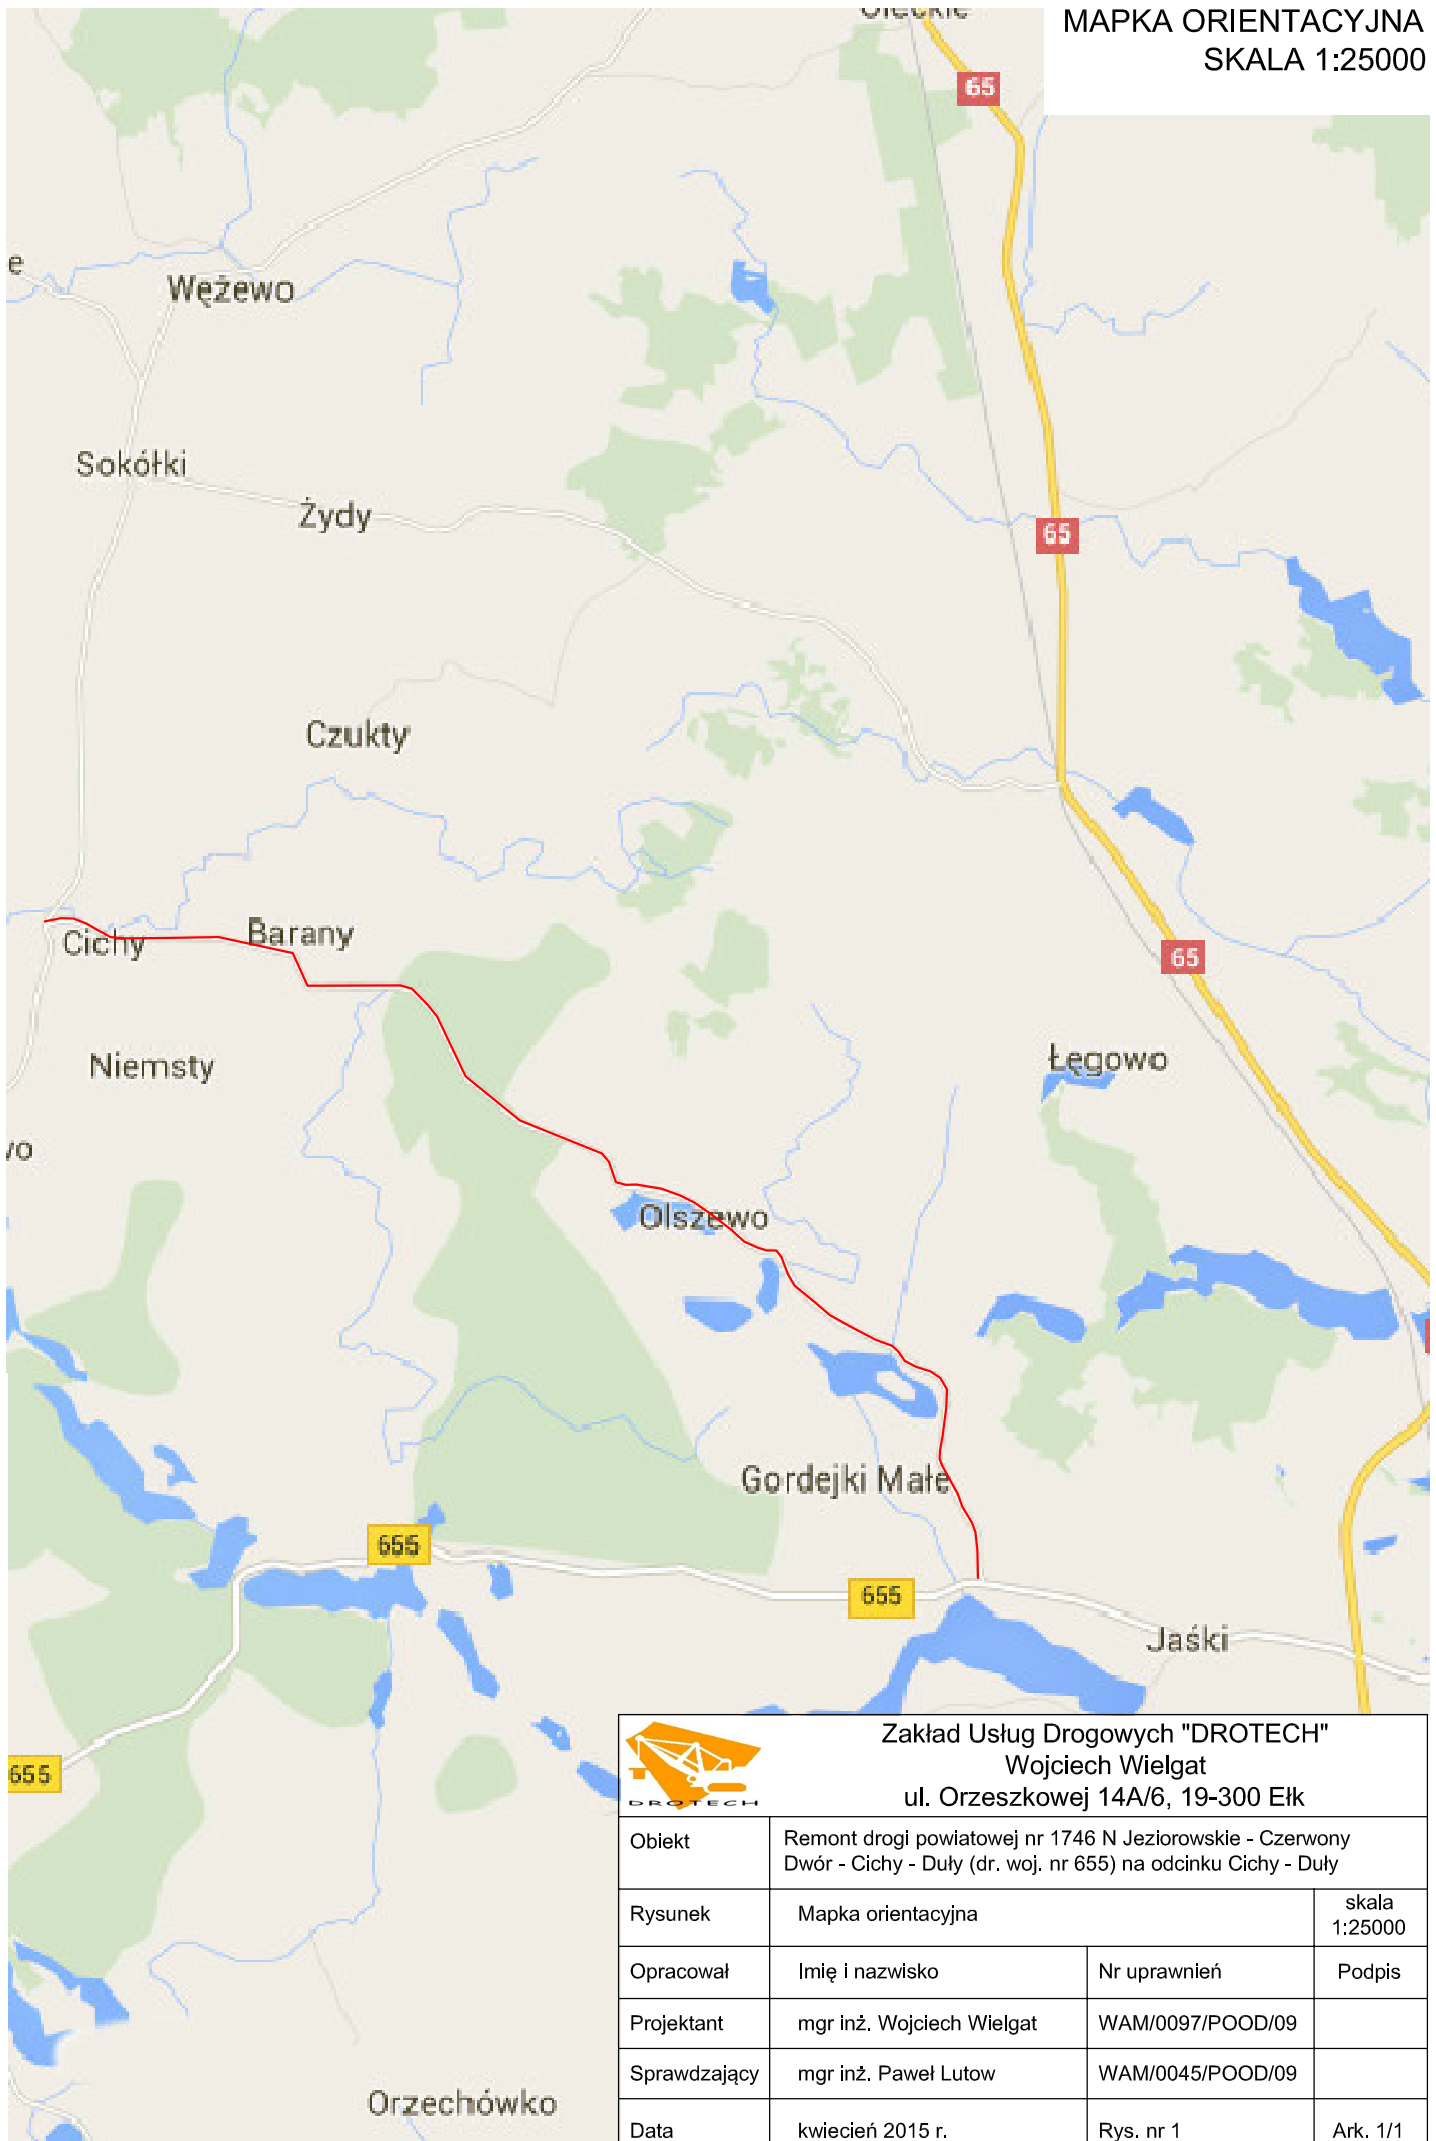 MAPKA ORIENTACYJNA
SKALA 1:25000
65
e
Wężewo
Sokółki
Żydy
65
Czukty
Cichy
Barany
65
Niemsty
Łęgowo
Olszewo
Gordejki Małe
655
655
Jaśki
655
Orzechówko
DROTECH
Zakład Usług Drogowych "DROTECH"
Wojciech Wielgat
ul. Orzeszkowej 14A/6, 19-300 Ełk
Obiekt
Remont drogi powiatowej nr 1746 N Jeziorowskie - Czerwony
Dwór - Cichy - Duły (dr. woj. nr 655) na odcinku Cichy - Duły
Rysunek
Mapka orientacyjna
skala
1:25000
Opracował
Imię i nazwisko
Nr uprawnień
Podpis
Projektant
mgr inż. Wojciech Wielgat
WAM/0097/POOD/09
Sprawdzający
mgr inż. Paweł Lutow
WAM/0045/POOD/09
Data
kwiecień 2015 r.
Rys. nr 1
Ark. 1/1